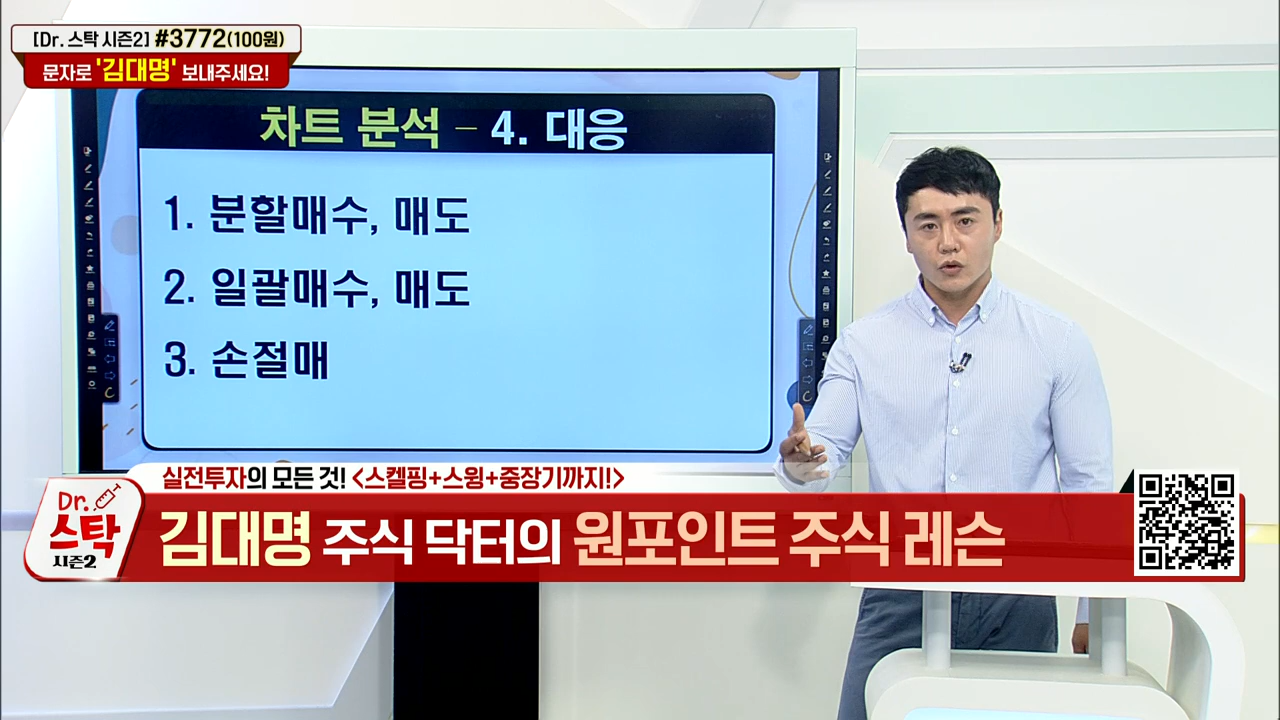 [Dr. 스탁 시즌2] #3772(100원)
문자로 '김대명' 보내주세요!
차트 분석 - 4. 대응
1. 분할매수, 매도
2. 일괄매수, 매도
3. 손절매
실전투자의 모든 것! <스켈핑+스윙+중장기까지!>
Dr.
스탁
시즌2
김대명 주식 닥터의 원포인트 주식 레슨